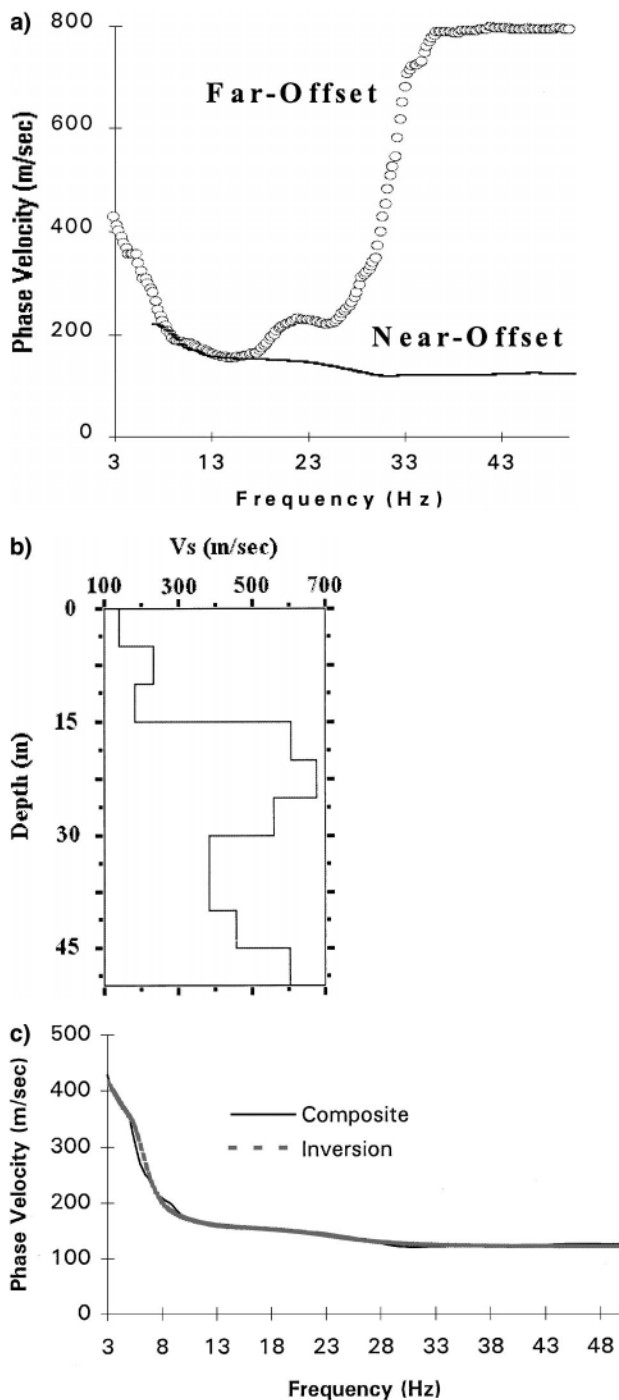 a)
800
600
400
200
0
Phase Velocity (m/sec)
Far-Offset
Near-Offset
3 13 23 33 43
Frequency (Hz)
b)
Vs (m/sec)
100 300 500 700
0
15
30
45
Depth (m)
c)
500
400
300
200
100
0
Phase Velocity (m/sec)
Composite
Inversion
3 8 13 18 23 28 33 38 43 48
Frequency (Hz)